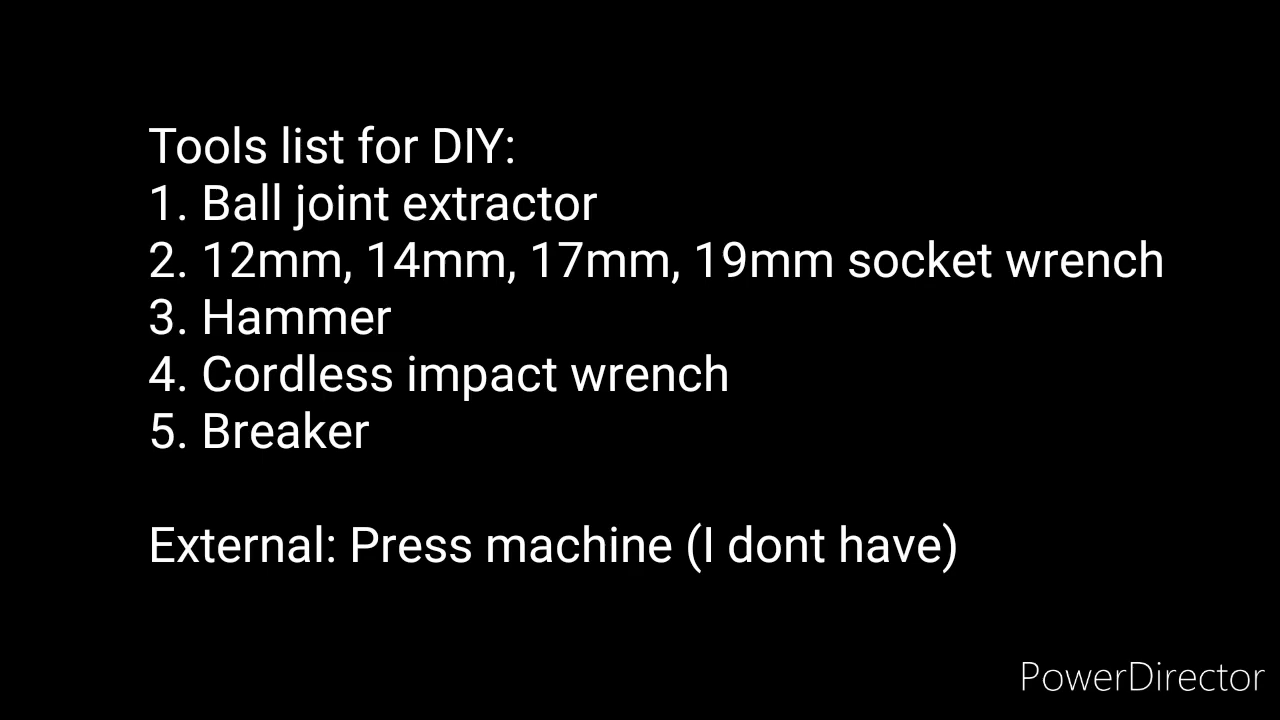 Tools list for DIY:
1. Ball joint extractor
2. 12mm, 14mm, 17mm, 19mm socket wrench
3. Hammer
4. Cordless impact wrench
5. Breaker
External: Press machine (I dont have)
PowerDirector